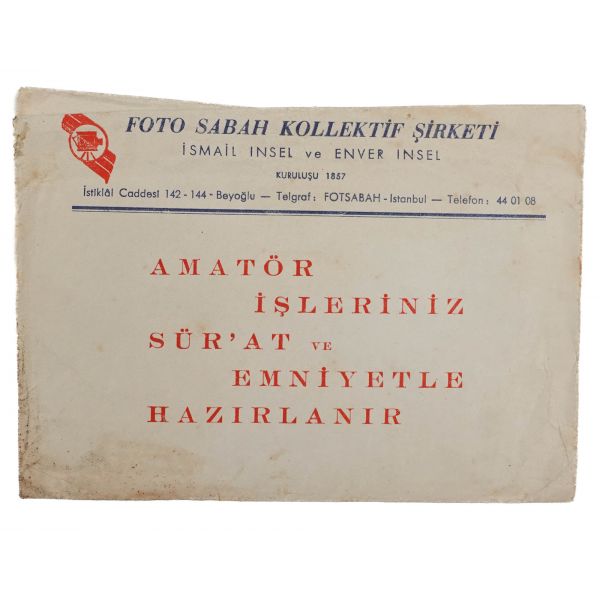 FOTO SABAH KOLLEKTİF ŞİRKETİ
İSMAİL INSEL ve ENVER INSEL
KURULUŞU 1857
İstiklâl Caddesi 142 - 144 - Beyoğlu — Telgraf: FOTSABAH - Istanbul — Telefon: 44 01 08
AMATÖR
İŞLERİNİZ
SÜR'AT VE
EMNİYETLE
HAZIRLANIR